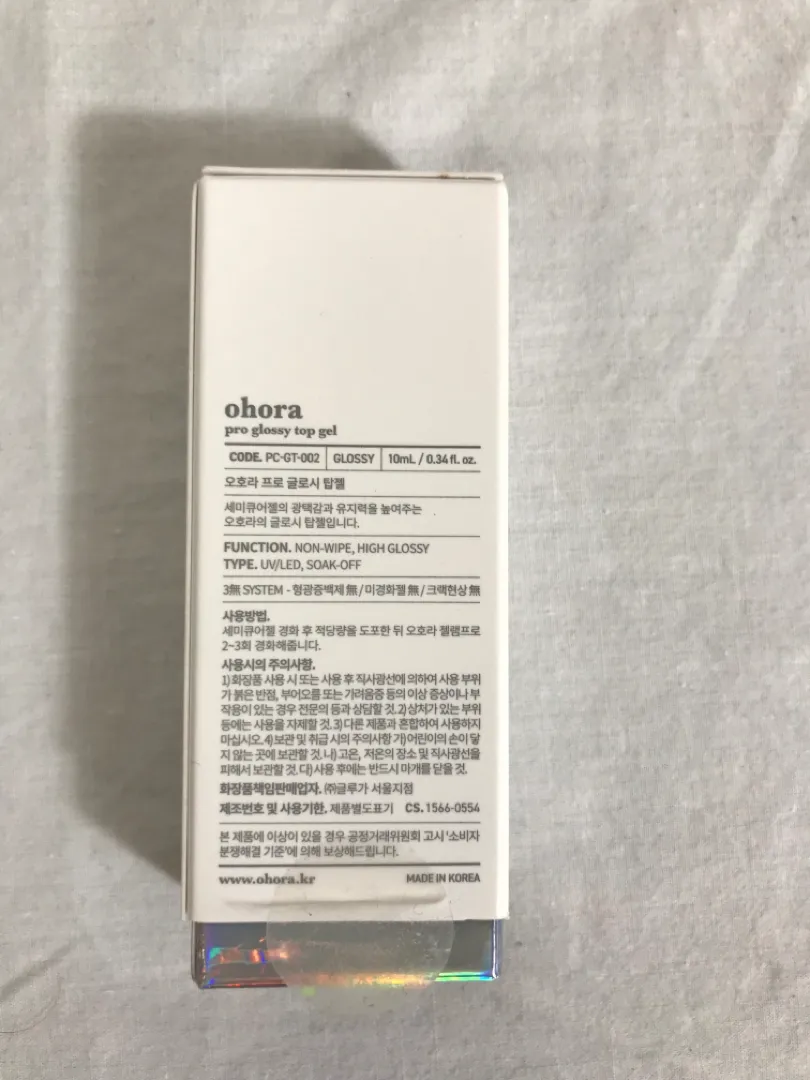 ohora
pro glossy top gel
CODE. PC-GT-002 GLOSSY 10mL / 0.34 fl. oz.
오호라 프로 글로시 탑젤
세미큐어젤의 광택감과 유지력을 높여주는
오호라의 글로시 탑젤입니다.
FUNCTION. NON-WIPE, HIGH GLOSSY
TYPE. UV/LED, SOAK-OFF
3無 SYSTEM - 형광증백제 無 / 미경화젤 無 / 크랙현상 無
사용방법.
세미큐어젤 경화 후 적당량을 도포한 뒤 오호라 젤램프로
2~3회 경화해줍니다.
사용시의 주의사항.
1) 화장품 사용 시 또는 사용 후 직사광선에 의하여 사용 부위
가 붉은 반점, 부어오름 또는 가려움증 등의 이상 증상이나 부
작용이 있는 경우 전문의 등과 상담할 것. 2) 상처가 있는 부위
등에는 사용을 자제할 것. 3) 다른 제품과 혼합하여 사용하지
마십시오. 4) 보관 및 취급 시의 주의사항 가) 어린이의 손이 닿
지 않는 곳에 보관할 것. 나) 고온, 저온의 장소 및 직사광선을
피해서 보관할 것. 다) 사용 후에는 반드시 마개를 닫을 것.
화장품책임판매업자. ㈜글루가 서울지점
제조번호 및 사용기한. 제품별도표기 CS. 1566-0554
본 제품에 이상이 있을 경우 공정거래위원회 고시 '소비자
분쟁해결 기준'에 의해 보상해드립니다.
www.ohora.kr MADE IN KOREA